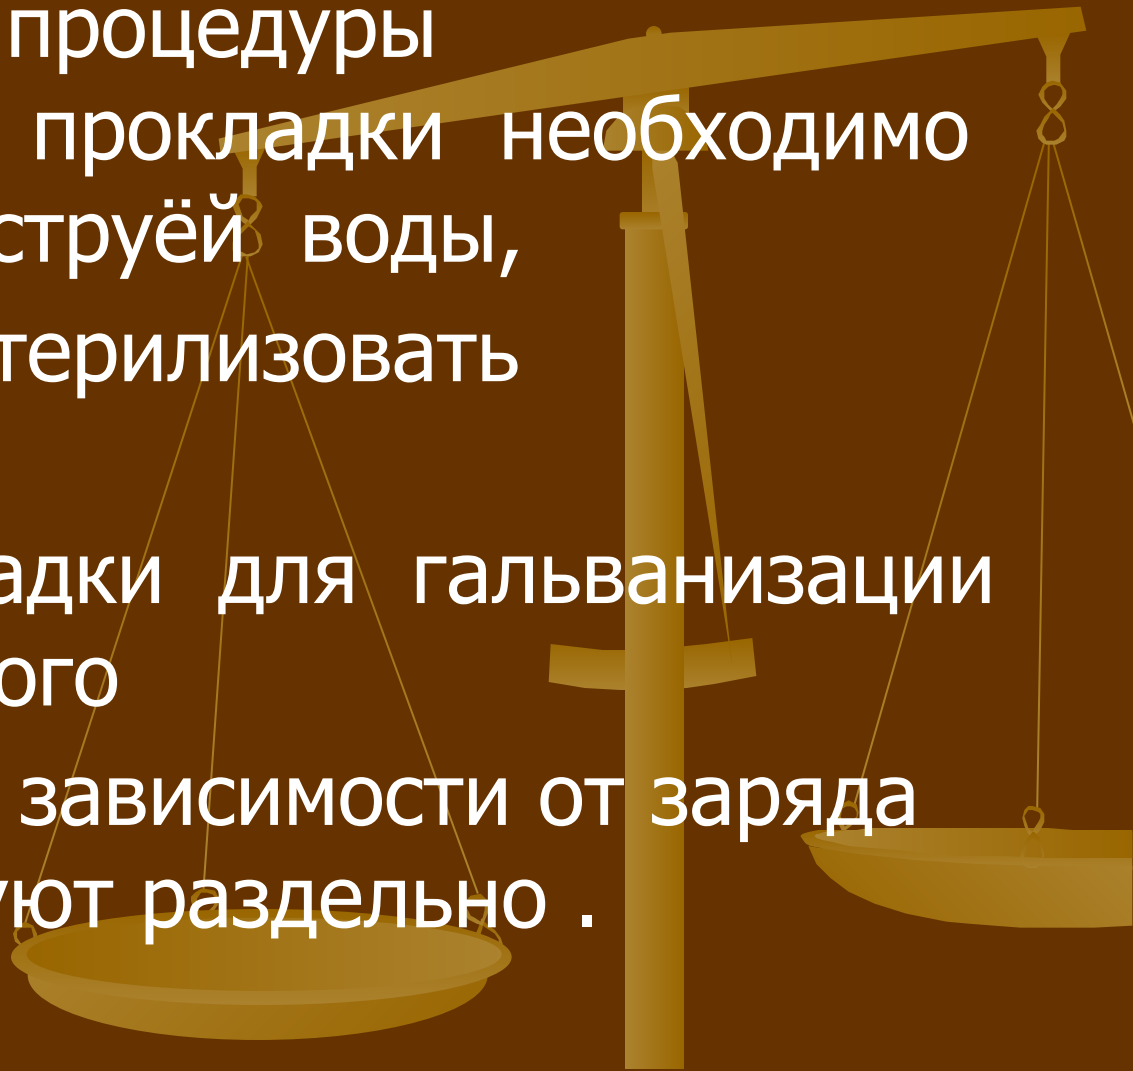 процедуры
прокладки необходимо
струёй воды,
терилизовать
адки для гальванизации
ого
зависимости от заряда
уют раздельно .